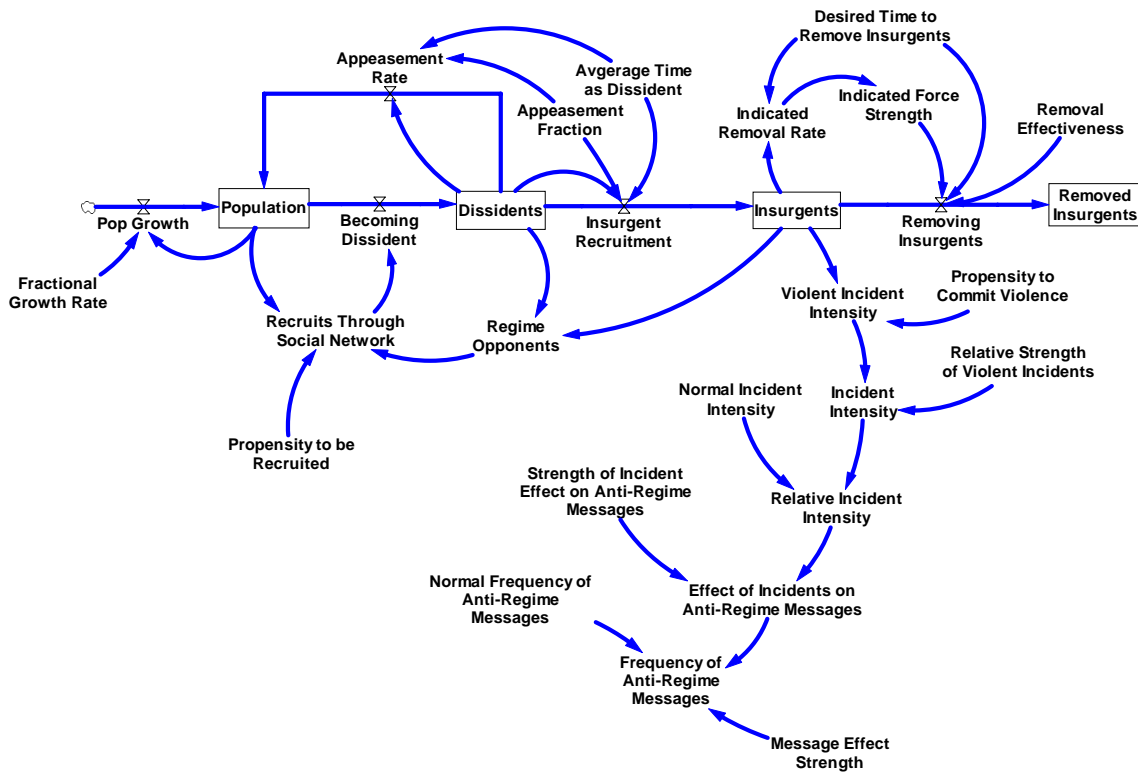 Desired Time to
Remove Insurgents
Appeasement
Rate
Avgerage Time
as Dissident
Appeasement
Fraction
Indicated
Removal Rate
Indicated Force
Strength
Removal
Effectiveness
Population
Pop Growth
Becoming
Dissident
Dissidents
Insurgent
Recruitment
Insurgents
Removing
Insurgents
Removed
Insurgents
Fractional
Growth Rate
Recruits Through
Social Network
Regime
Opponents
Violent Incident
Intensity
Propensity to
Commit Violence
Relative Strength
of Violent Incidents
Normal Incident
Intensity
Incident
Intensity
Propensity to be
Recruited
Strength of Incident
Effect on Anti-Regime
Messages
Relative Incident
Intensity
Normal Frequency of
Anti-Regime
Messages
Effect of Incidents on
Anti-Regime Messages
Frequency of
Anti-Regime
Messages
Message Effect
Strength